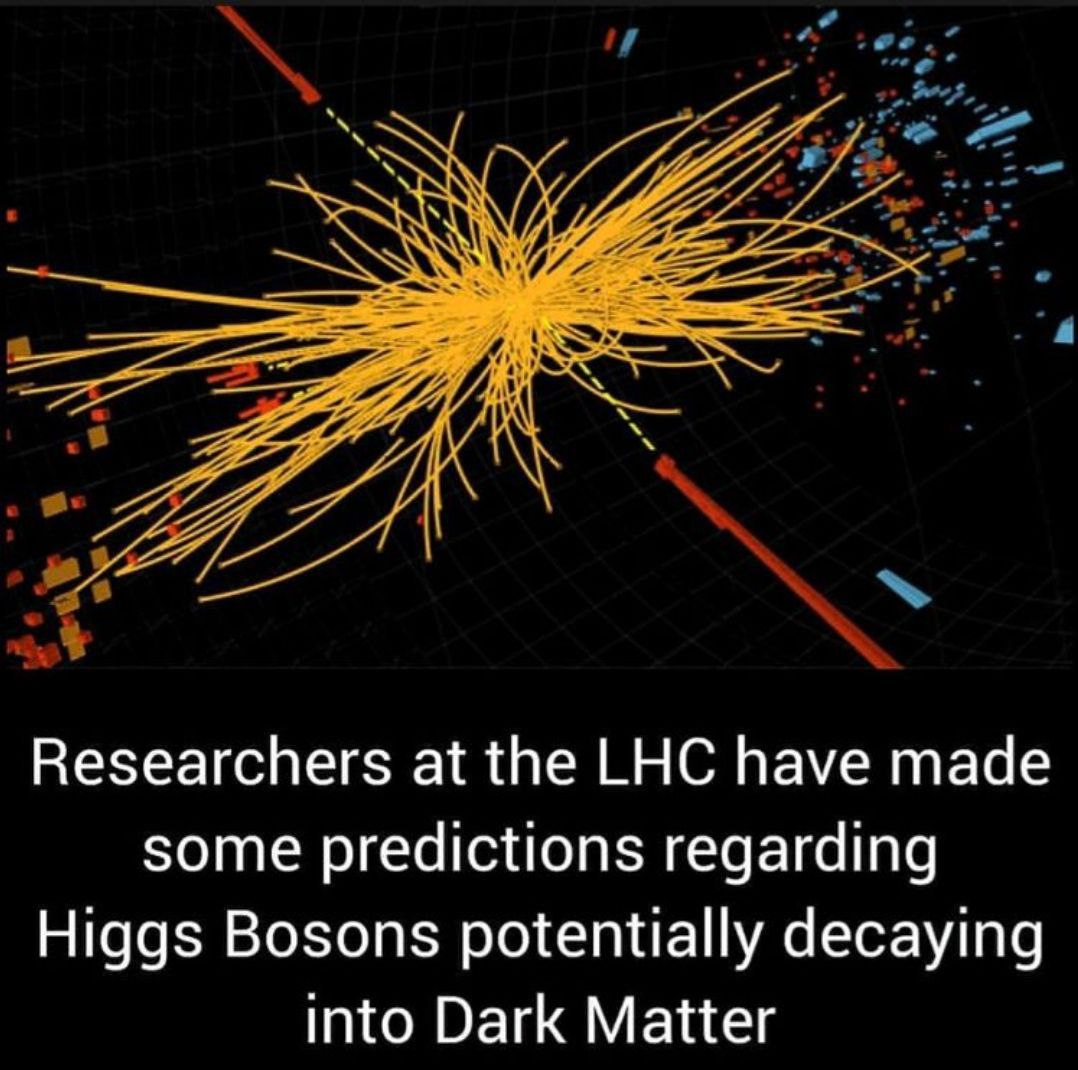 Researchers at the LHC have made
some predictions regarding
Higgs Bosons potentially decaying
into Dark Matter